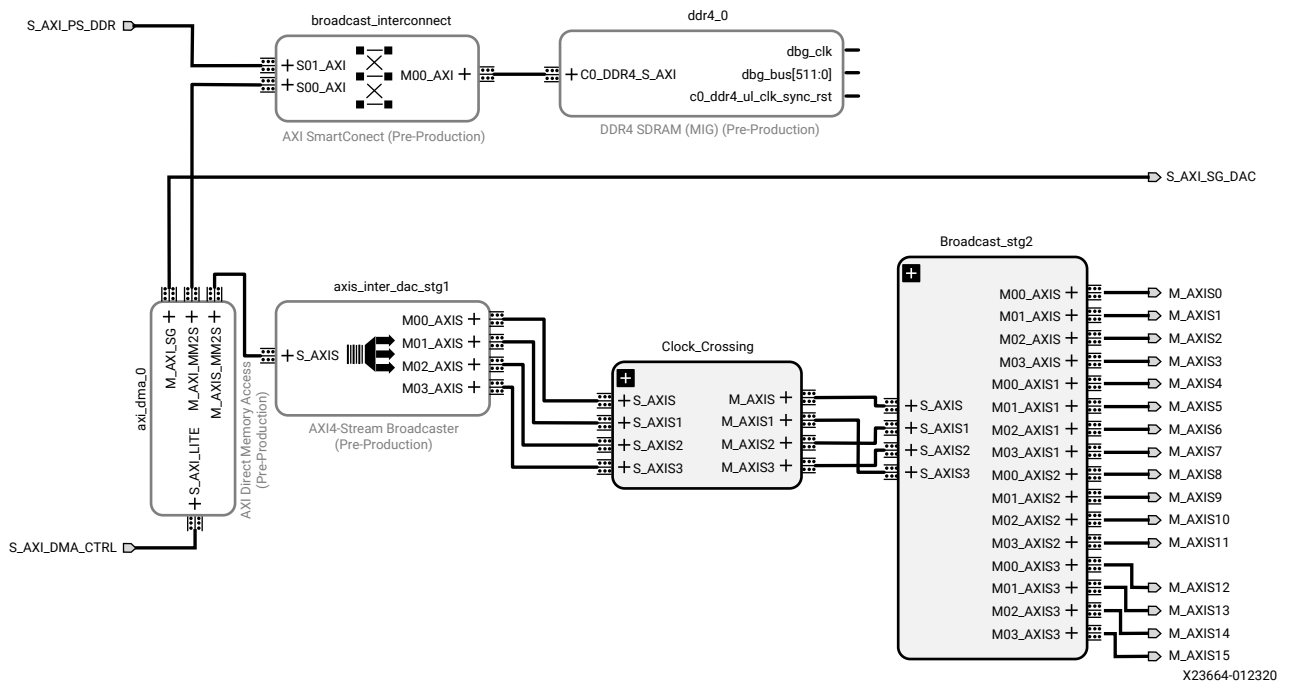 S_AXI_PS_DDR
broadcast_interconnect
S01_AXI
S00_AXI
M00_AXI
AXI SmartConect (Pre-Production)
ddr4_0
C0_DDR4_S_AXI
dbg_clk
dbg_bus[511:0]
c0_ddr4_ul_clk_sync_rst
DDR4 SDRAM (MIG) (Pre-Production)
S_AXI_SG_DAC
axi_dma_0
M_AXI_SG
M_AXI_MM2S
M_AXIS_MM2S
S_AXI_LITE
AXI Direct Memory Access
(Pre-Production)
S_AXI_DMA_CTRL
axis_inter_dac_stg1
S_AXIS
M00_AXIS
M01_AXIS
M02_AXIS
M03_AXIS
AXI4-Stream Broadcaster
(Pre-Production)
Clock_Crossing
S_AXIS
S_AXIS1
S_AXIS2
S_AXIS3
M_AXIS
M_AXIS1
M_AXIS2
M_AXIS3
Broadcast_stg2
S_AXIS
S_AXIS1
S_AXIS2
S_AXIS3
M00_AXIS
M01_AXIS
M02_AXIS
M03_AXIS
M00_AXIS1
M01_AXIS1
M02_AXIS1
M03_AXIS1
M00_AXIS2
M01_AXIS2
M02_AXIS2
M03_AXIS2
M00_AXIS3
M01_AXIS3
M02_AXIS3
M03_AXIS3
M_AXIS0
M_AXIS1
M_AXIS2
M_AXIS3
M_AXIS4
M_AXIS5
M_AXIS6
M_AXIS7
M_AXIS8
M_AXIS9
M_AXIS10
M_AXIS11
M_AXIS12
M_AXIS13
M_AXIS14
M_AXIS15
X23664-012320